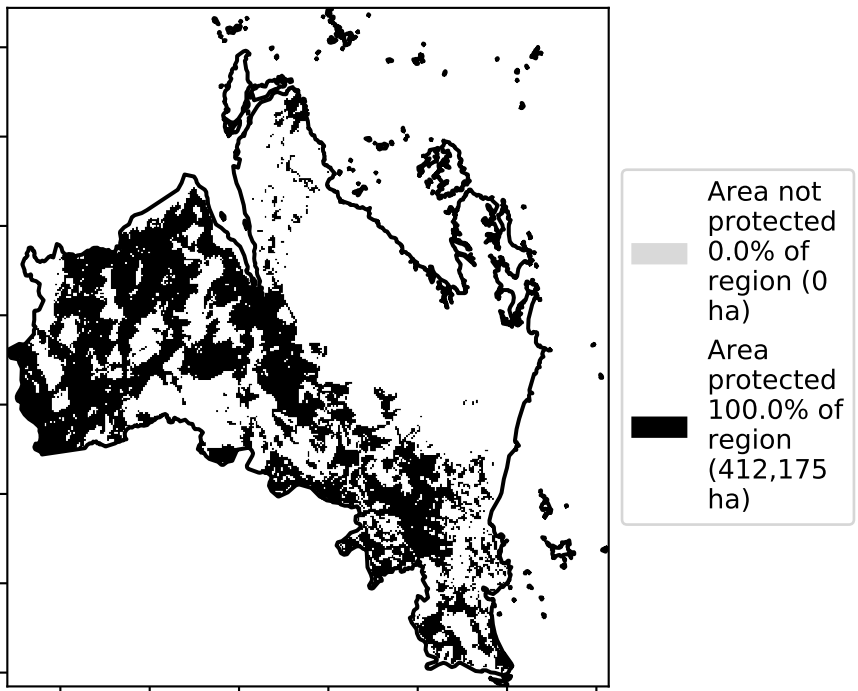 Area not
protected
0.0% of
region (0
ha)
Area
protected
100.0% of
region
(412,175
ha)